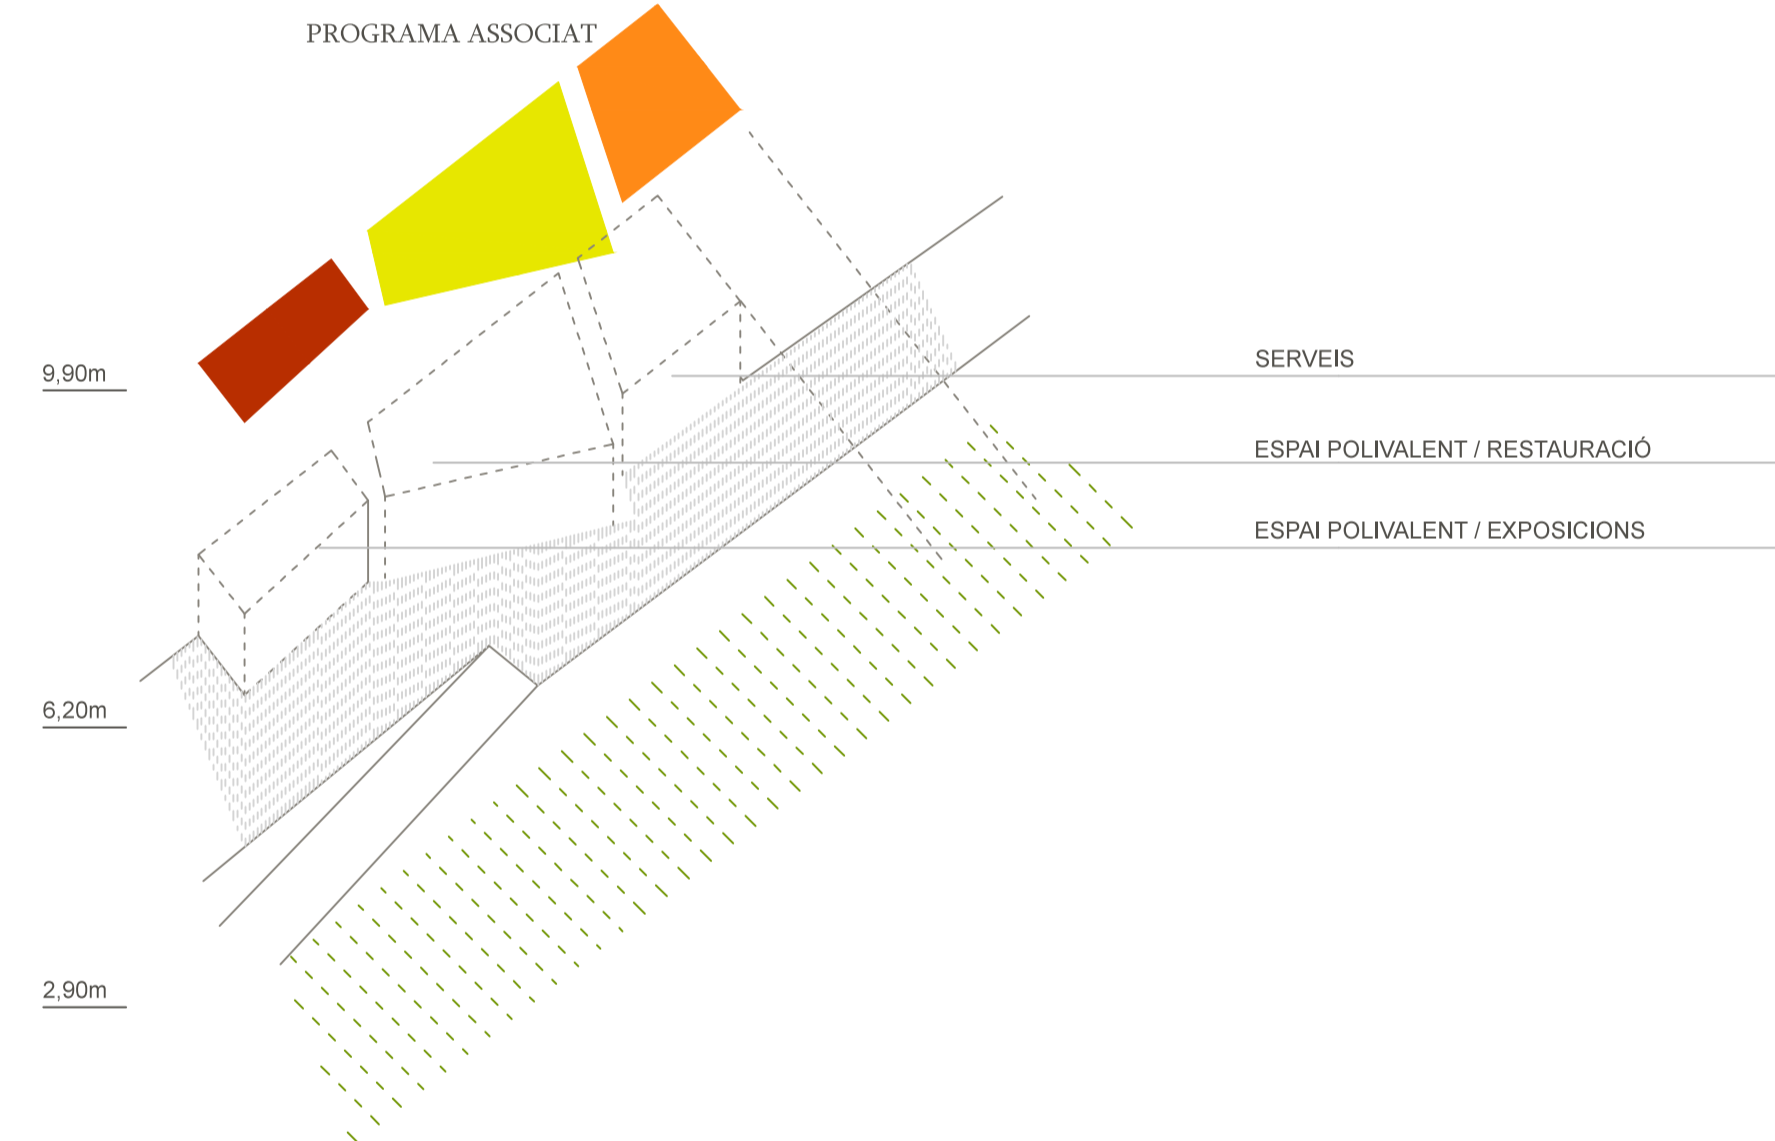 PROGRAMA ASSOCIAT
9,90m
SERVEIS
ESPAI POLIVALENT / RESTAURACIÓ
ESPAI POLIVALENT / EXPOSICIONS
6,20m
2,90m